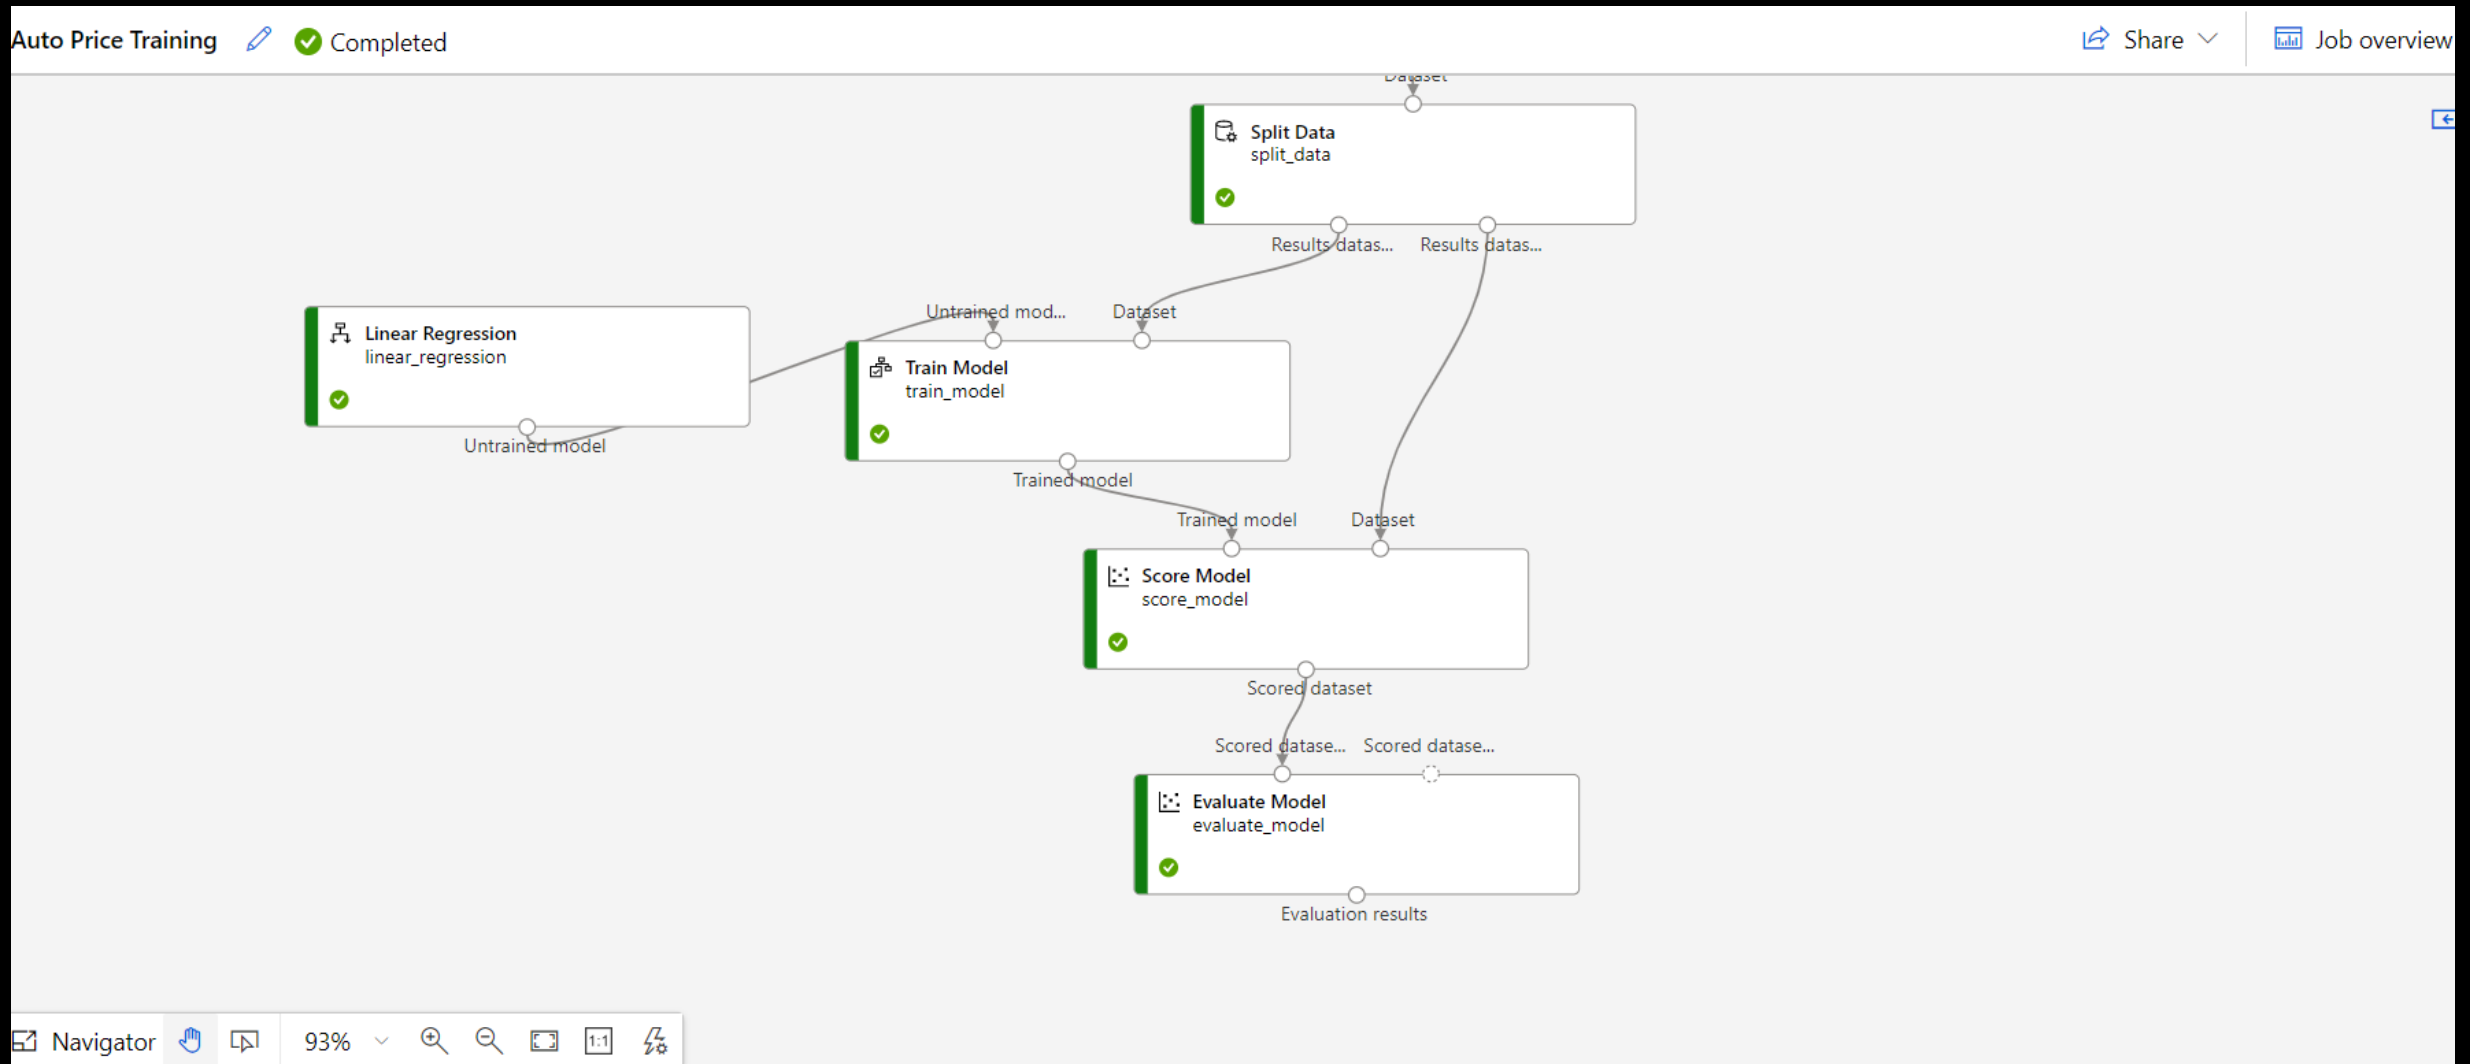 Auto Price Training
Completed
Share
Job overview
Dataset
Split Data
split_data
Results datas...
Results datas...
Linear Regression
linear_regression
Untrained model
Untrained mod...
Dataset
Train Model
train_model
Trained model
Trained model
Dataset
Score Model
score_model
Scored dataset
Scored datase...
Scored datase...
Evaluate Model
evaluate_model
Evaluation results
Navigator
93%
1:1